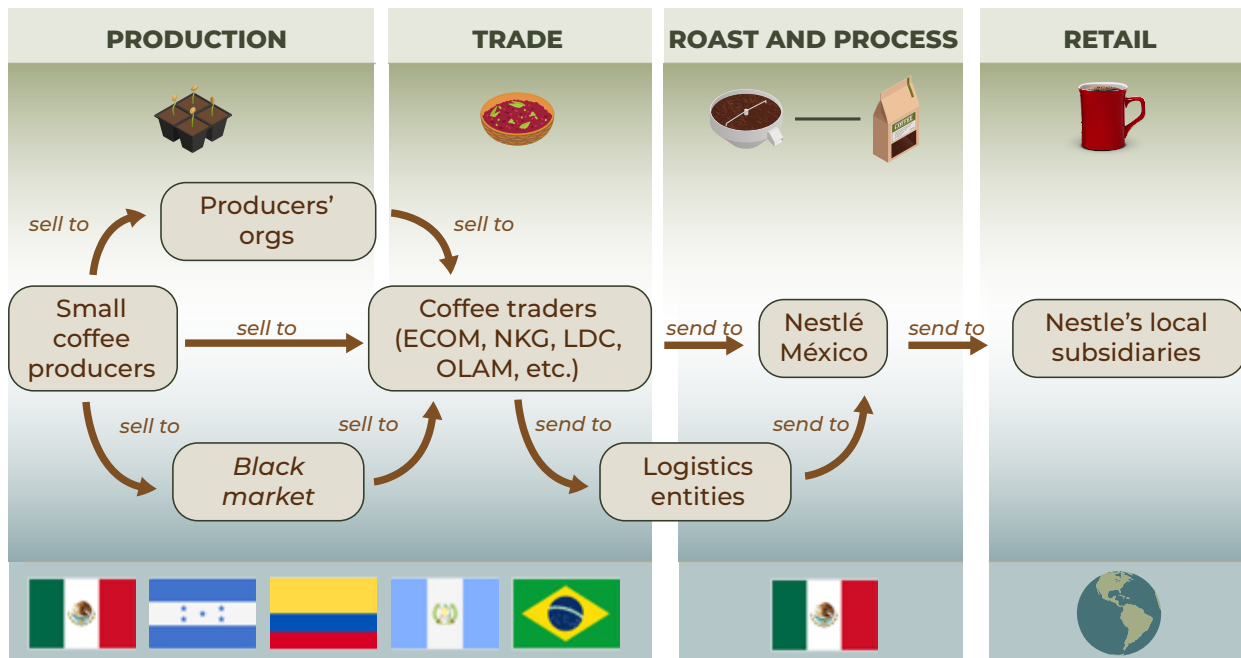 PRODUCTION
TRADE
ROAST AND PROCESS
RETAIL
COFFEE
Producers’
orgs
sell to
sell to
Small
coffee
producers
sell to
Coffee traders
(ECOM, NKG, LDC,
OLAM, etc.)
send to
Nestlé
México
send to
Nestle’s local
subsidiaries
sell to
Black
market
sell to
send to
Logistics
entities
send to